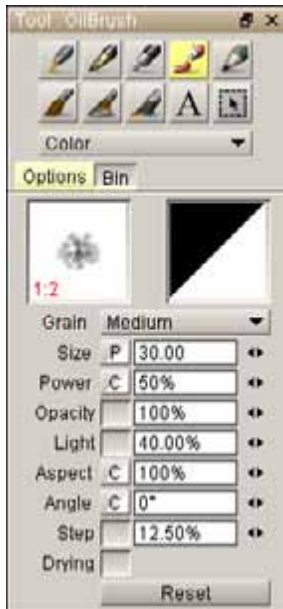 Tool OilBrush
A
Color
Options Bin
1:2
Grain Medium
Size P 30.00
Power C 50%
Opacity 100%
Light 40.00%
Aspect C 100%
Angle C 0°
Step 12.50%
Drying
Reset